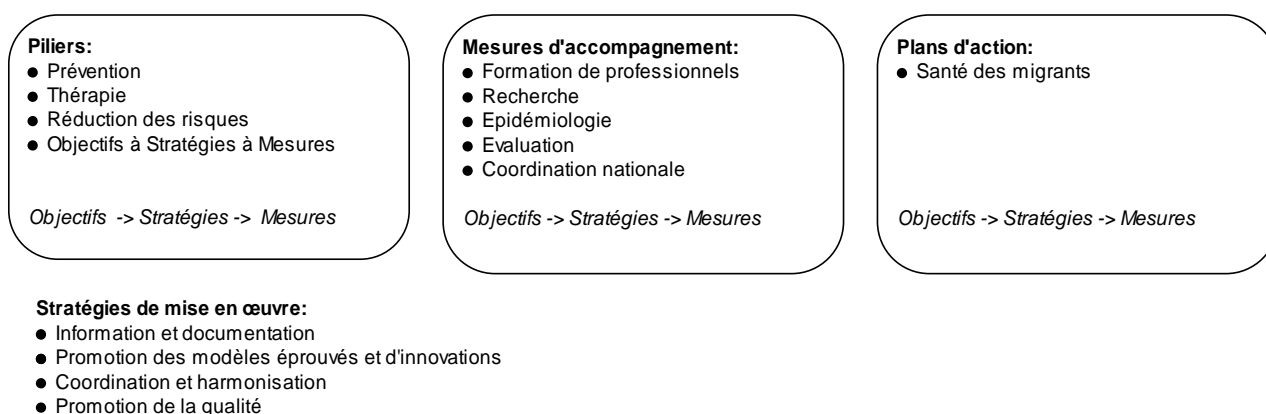 Piliers:
● Prévention
● Thérapie
● Réduction des risques
● Objectifs à Stratégies à Mesures
Objectifs -> Stratégies -> Mesures
Mesures d'accompagnement:
● Formation de professionnels
● Recherche
● Epidémiologie
● Evaluation
● Coordination nationale
Objectifs -> Stratégies -> Mesures
Plans d'action:
● Santé des migrants
Objectifs -> Stratégies -> Mesures
Stratégies de mise en œuvre:
● Information et documentation
● Promotion des modèles éprouvés et d'innovations
● Coordination et harmonisation
● Promotion de la qualité